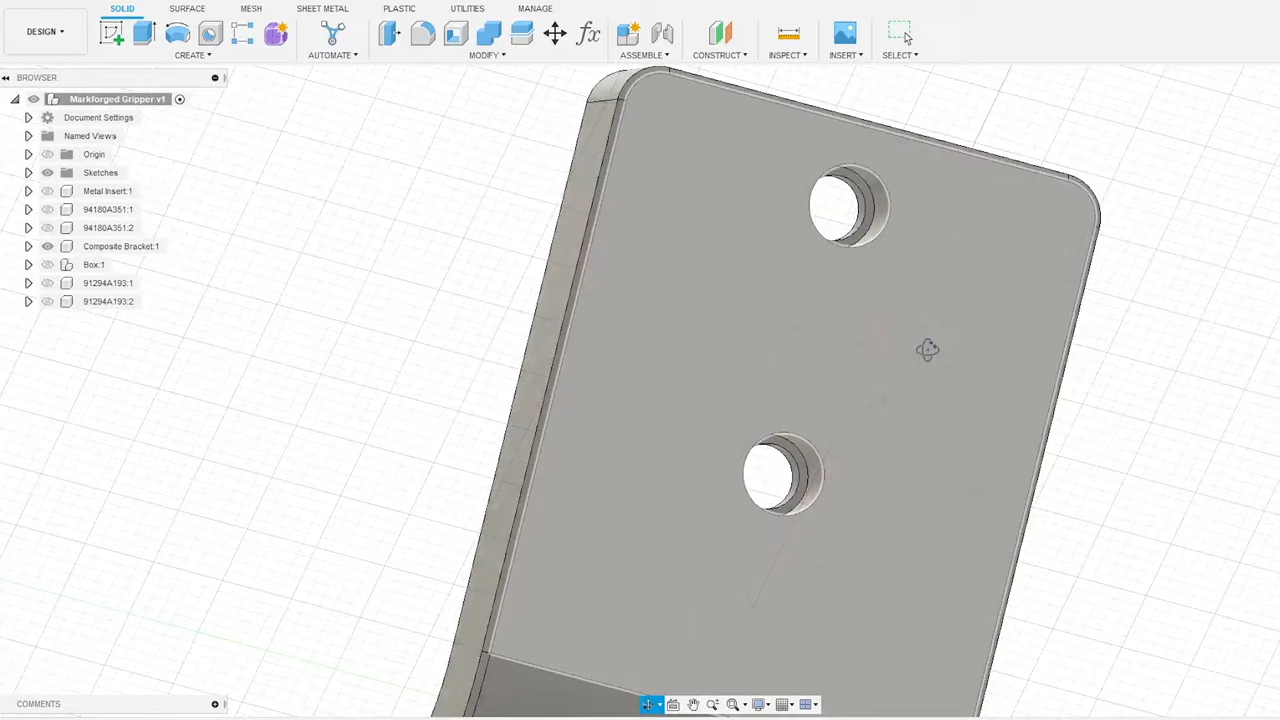 SOLID SURFACE MESH SHEET METAL PLASTIC UTILITIES MANAGE
DESIGN
fx
CREATE AUTOMATE MODIFY ASSEMBLE CONSTRUCT INSPECT INSERT SELECT
BROWSER
Markforged Gripper v1
Document Settings
Named Views
Origin
Sketches
Metal Insert:1
94180A351:1
94180A351:2
Composite Bracket:1
Box:1
91294A193:1
91294A193:2
COMMENTS